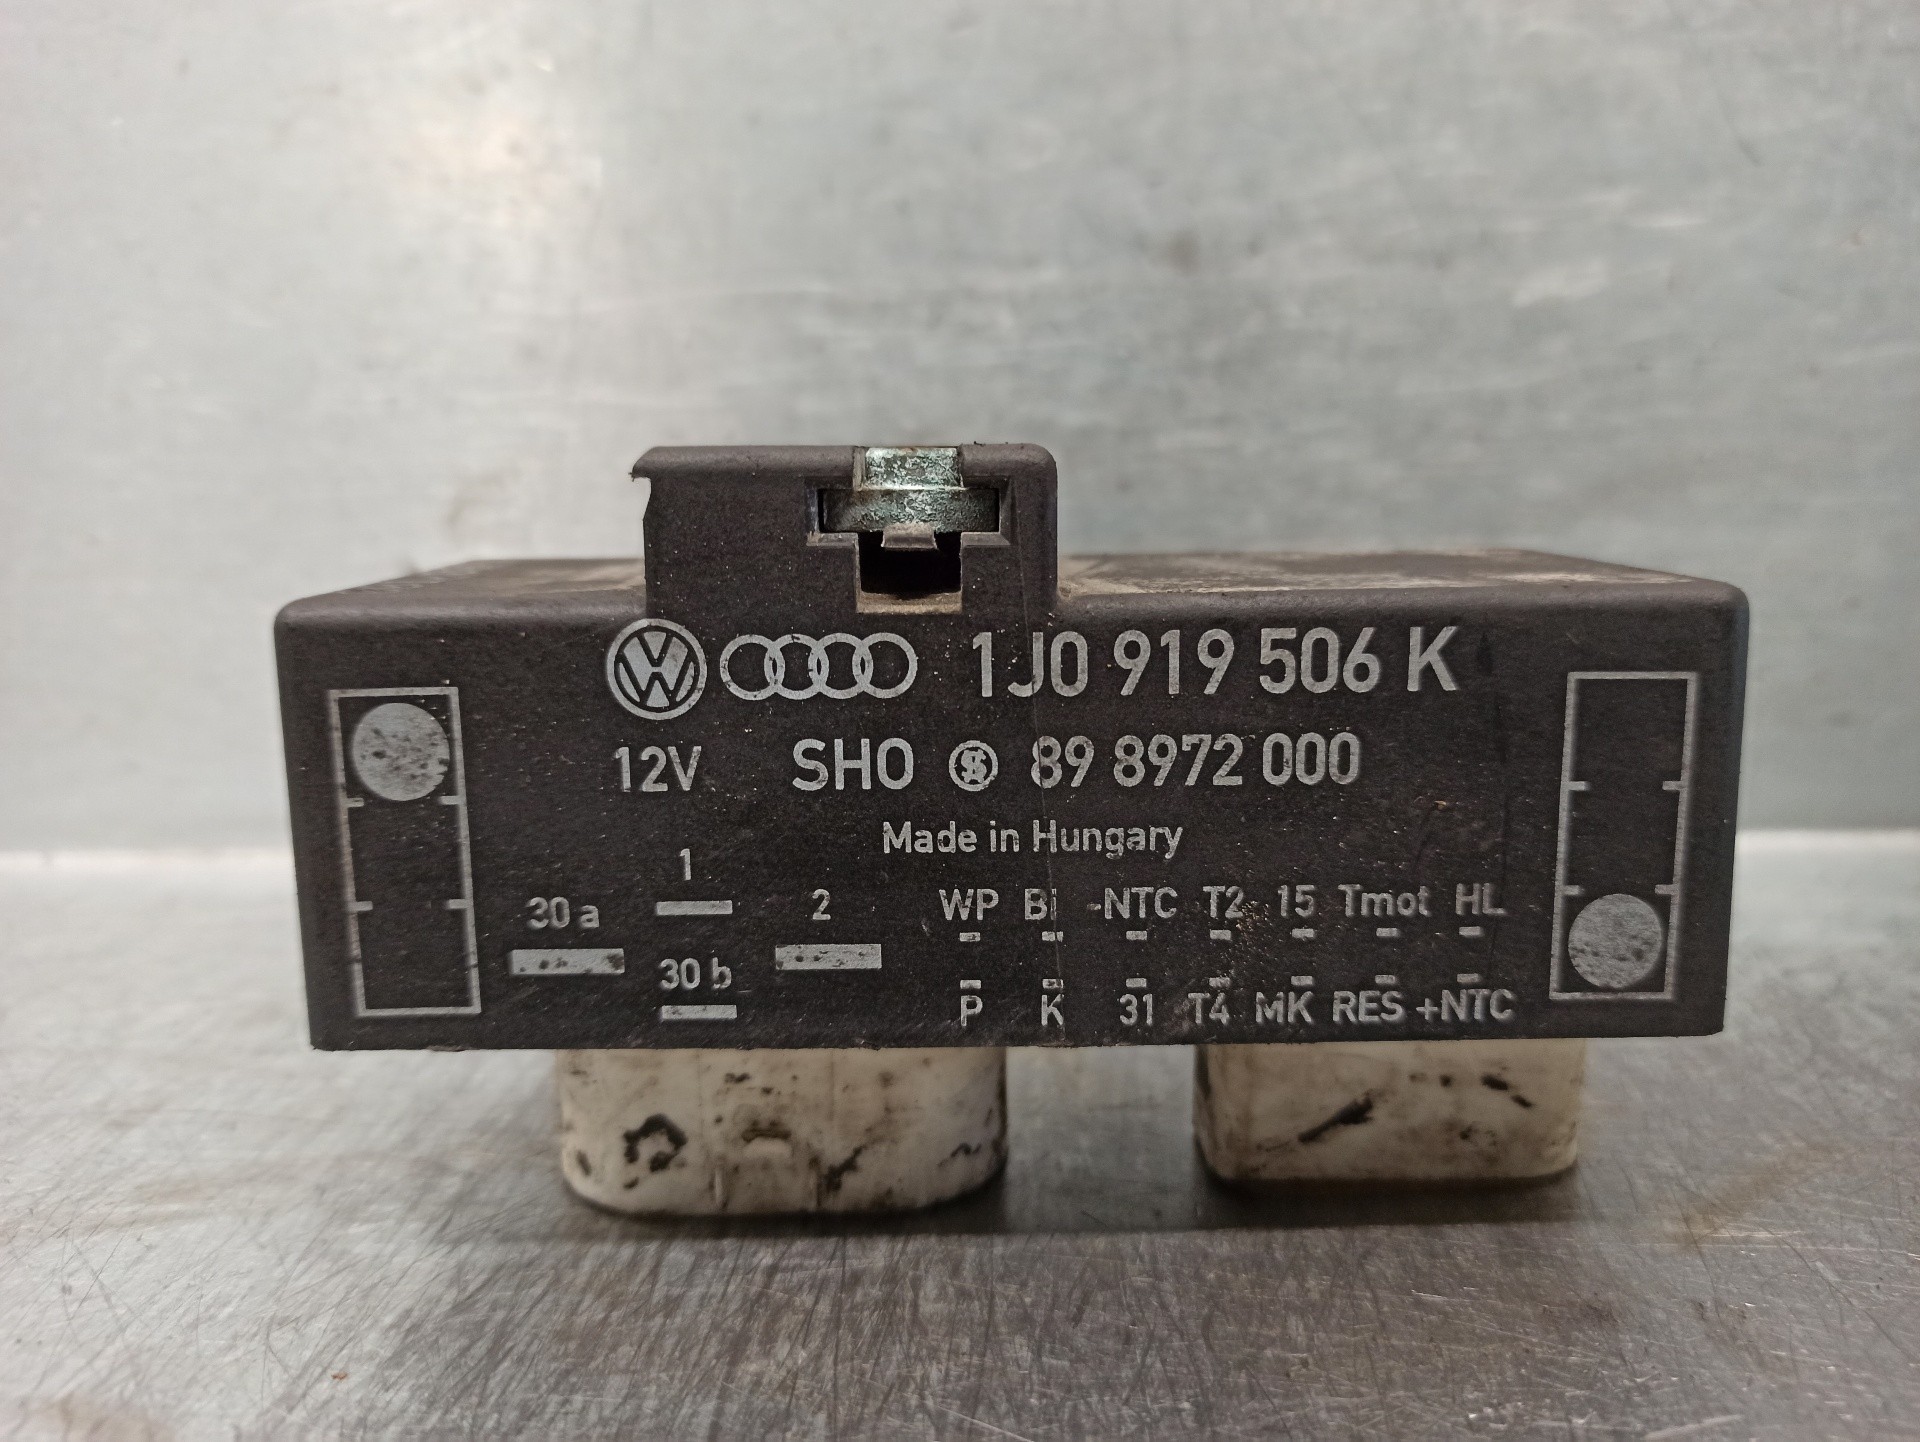 1J0 919 506 K
12V SHO 89 8972 000
Made in Hungary
1
30 a 2 WP Bl -NTC T2 15 Tmot HL
30 b
P K 31 T4 MK RES +NTC